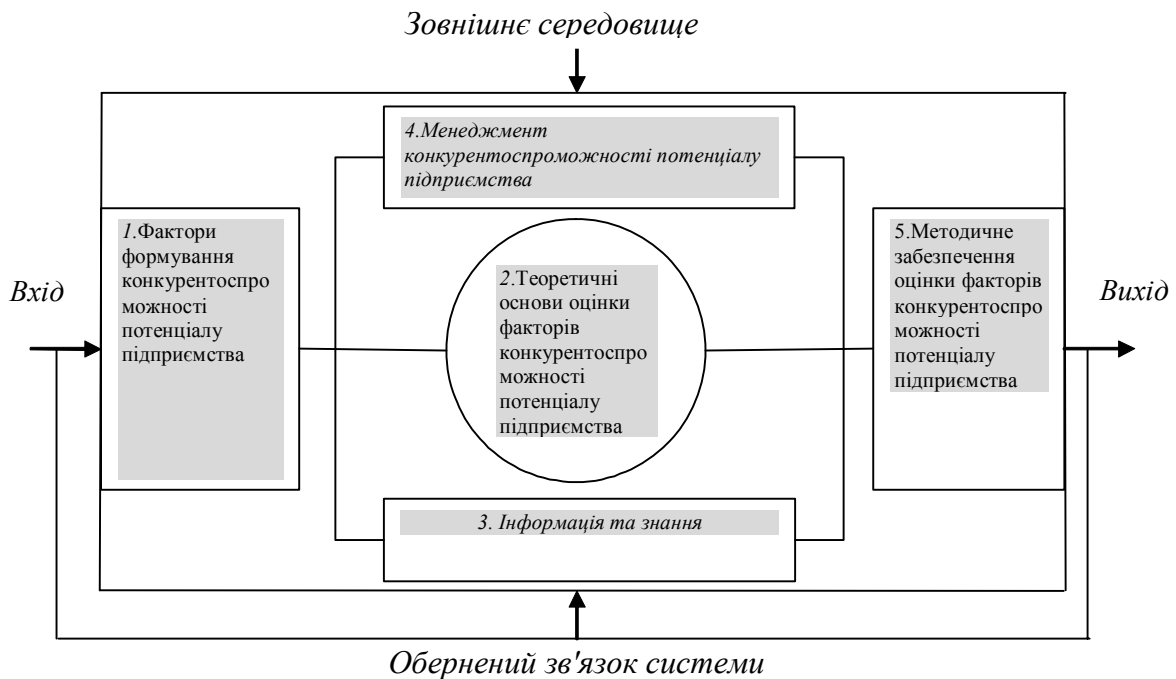 Зовнішнє середовище
4.Менеджмент
конкурентоспроможності потенціалу
підприємства
1.Фактори
формування
конкурентоспро
можності
потенціалу
підприємства
Вхід
2.Теоретичні
основи оцінки
факторів
конкурентоспро
можності
потенціалу
підприємства
5.Методичне
забезпечення
оцінки факторів
конкурентоспро
можності
потенціалу
підприємства
Вихід
3. Інформація та знання
Обернений зв'язок системи